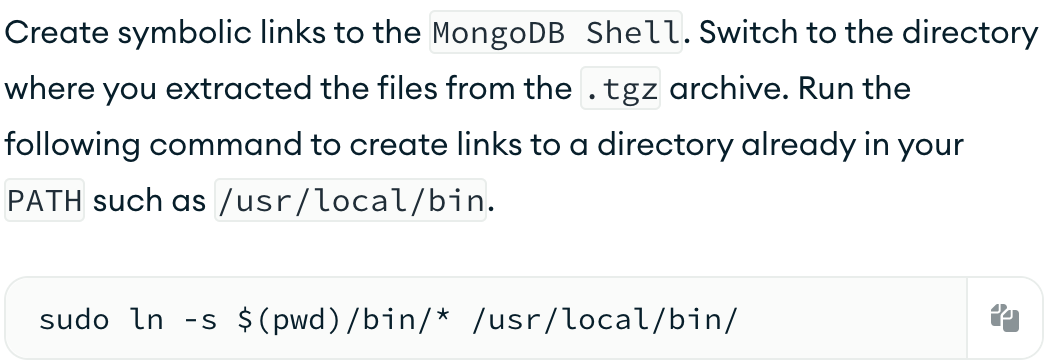 Create symbolic links to the MongoDB Shell. Switch to the directory
where you extracted the files from the .tgz archive. Run the
following command to create links to a directory already in your
PATH such as /usr/local/bin.
sudo ln -s $(pwd)/bin/* /usr/local/bin/